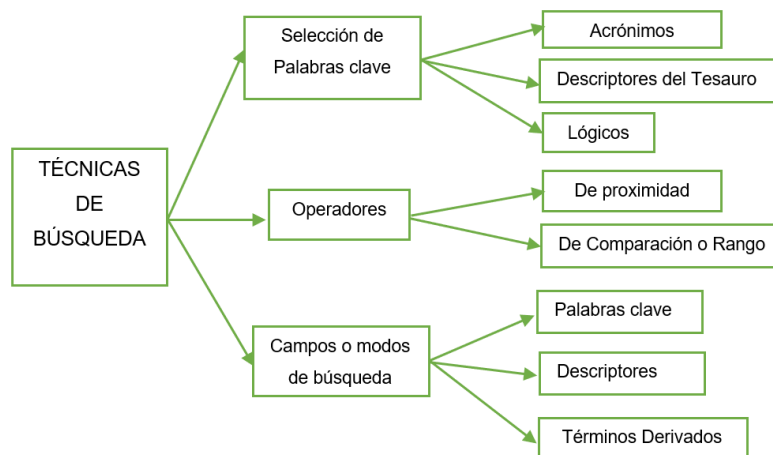 TÉCNICAS
DE
BÚSQUEDA
Selección de
Palabras clave
Acrónimos
Descriptores del Tesauro
Lógicos
Operadores
De proximidad
De Comparación o Rango
Campos o modos
de búsqueda
Palabras clave
Descriptores
Términos Derivados